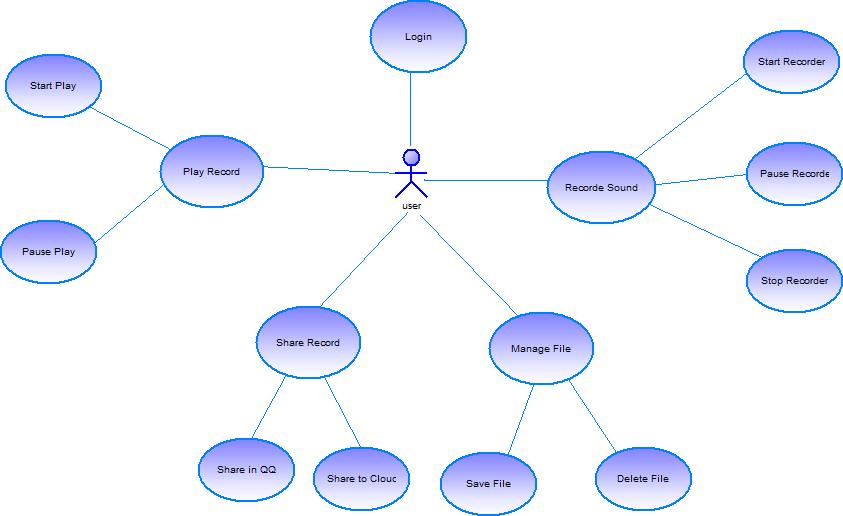 Login
Start Play
Start Recorder
Play Record
Pause Recorde
Recorde Sound
user
Pause Play
Stop Recorder
Share Record
Manage File
Share in QQ
Share to Clouc
Save File
Delete File